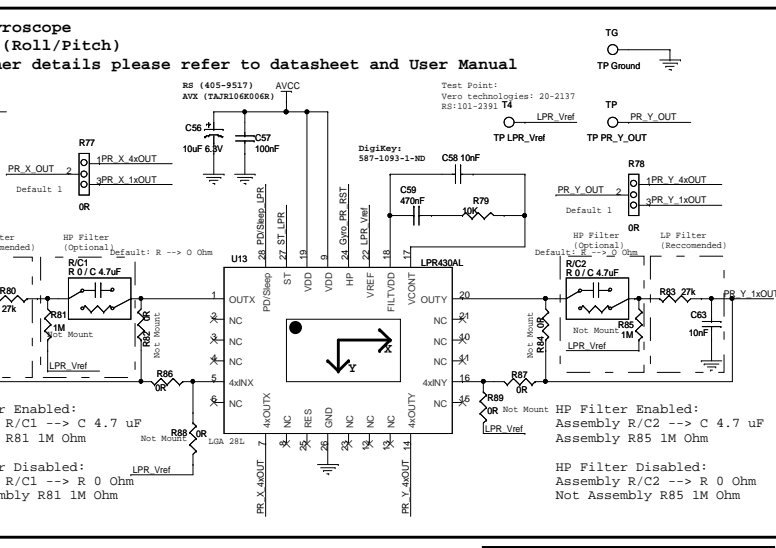 yroscope
(Roll/Pitch)
er details please refer to datasheet and User Manual
TG
TP Ground
RS (405-9517)
AVX (TAJR106K006R)
AVCC
Test Point:
Vero technologies: 20-2137
RS:101-2391
T4
LPR_Vref
TP LPR_Vref
TP
PR_Y_OUT
TP PR_Y_OUT
C56
10uF 6.3V
C57
100nF
R77
PR_X_OUT
2
1
PR_X_4xOUT
3
PR_X_1xOUT
Default 1
0R
DigiKey:
587-1093-1-ND
C58 10nF
C59
470nF
R79
10K
R78
PR_Y_OUT
2
1
PR_Y_4xOUT
3
PR_Y_1xOUT
Default 1
0R
PD/Sleep_LPR
ST_LPR
Gyro_PR_RST
LPR_Vref
28
27
19
9
24
22
18
17
U13
LPR430AL
PD/Sleep
ST
VDD
VDD
HP
VREF
FILTVDD
VCONT
ter
mended)
HP Filter
(Optional)
Default: R --> O Ohm
R/C1
R 0 / C 4.7uF
R80
27k
R81
1M
Not Mount
LPR_Vref
R82
0R
Not Mount
R86
0R
R88
0R
Not Mount
LPR_Vref
1
OUTX
2
NC
3
NC
4
NC
5
4xINX
6
NC
X
Y
OUTY
20
NC
21
NC
10
NC
11
4xINY
16
NC
15
LGA 28L
4xOUTX
NC
RES
GND
NC
NC
NC
4xOUTY
7
8
25
26
23
12
13
14
PR_X_4xOUT
PR_Y_4xOUT
HP Filter
(Optional)
Default: R --> O Ohm
R/C2
R 0 / C 4.7uF
LP Filter
(Reccomended)
R83 27k
PR_Y_1xOUT
C63
10nF
Not Mount
R85
1M
LPR_Vref
R84
0R
Not Mount
R87
0R
R89
0R
Not Mount
LPR_Vref
r Enabled:
R/C1 --> C 4.7 uF
R81 1M Ohm
r Disabled:
R/C1 --> R 0 Ohm
mbly R81 1M Ohm
HP Filter Enabled:
Assembly R/C2 --> C 4.7 uF
Assembly R85 1M Ohm
HP Filter Disabled:
Assembly R/C2 --> R 0 Ohm
Not Assembly R85 1M Ohm